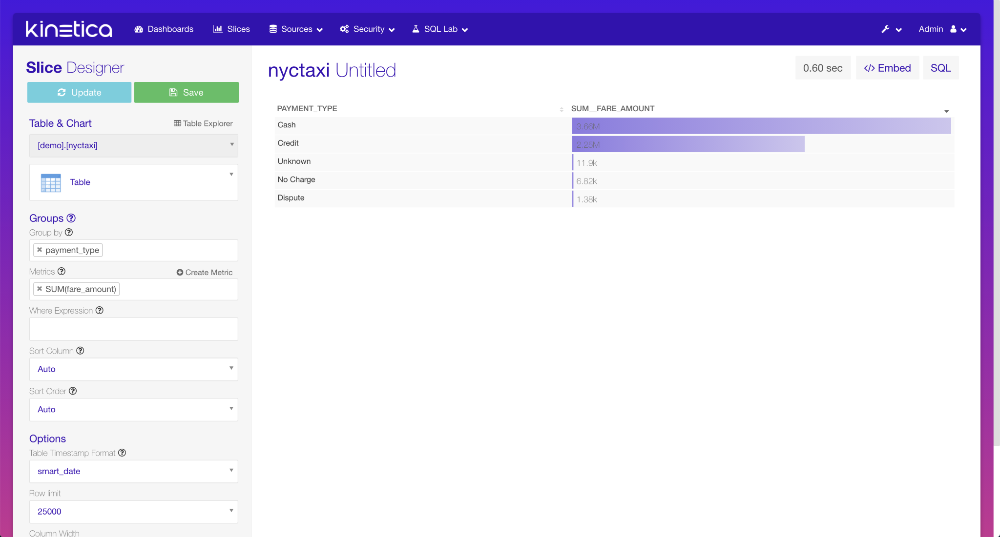 kinetica Dashboards Slices Sources Security SQL Lab Admin
Slice Designer
Update Save
Table & Chart Table Explorer
[demo].[nyctaxi]
Table
Groups
Group by
payment_type
Metrics Create Metric
SUM(fare_amount)
Where Expression
Sort Column
Auto
Sort Order
Auto
Options
Table Timestamp Format
smart_date
Row limit
25000
Column Width
nyctaxi Untitled 0.60 sec </> Embed SQL
PAYMENT_TYPE SUM__FARE_AMOUNT
Cash 3.66M
Credit 2.25M
Unknown 11.9k
No Charge 6.82k
Dispute 1.38k